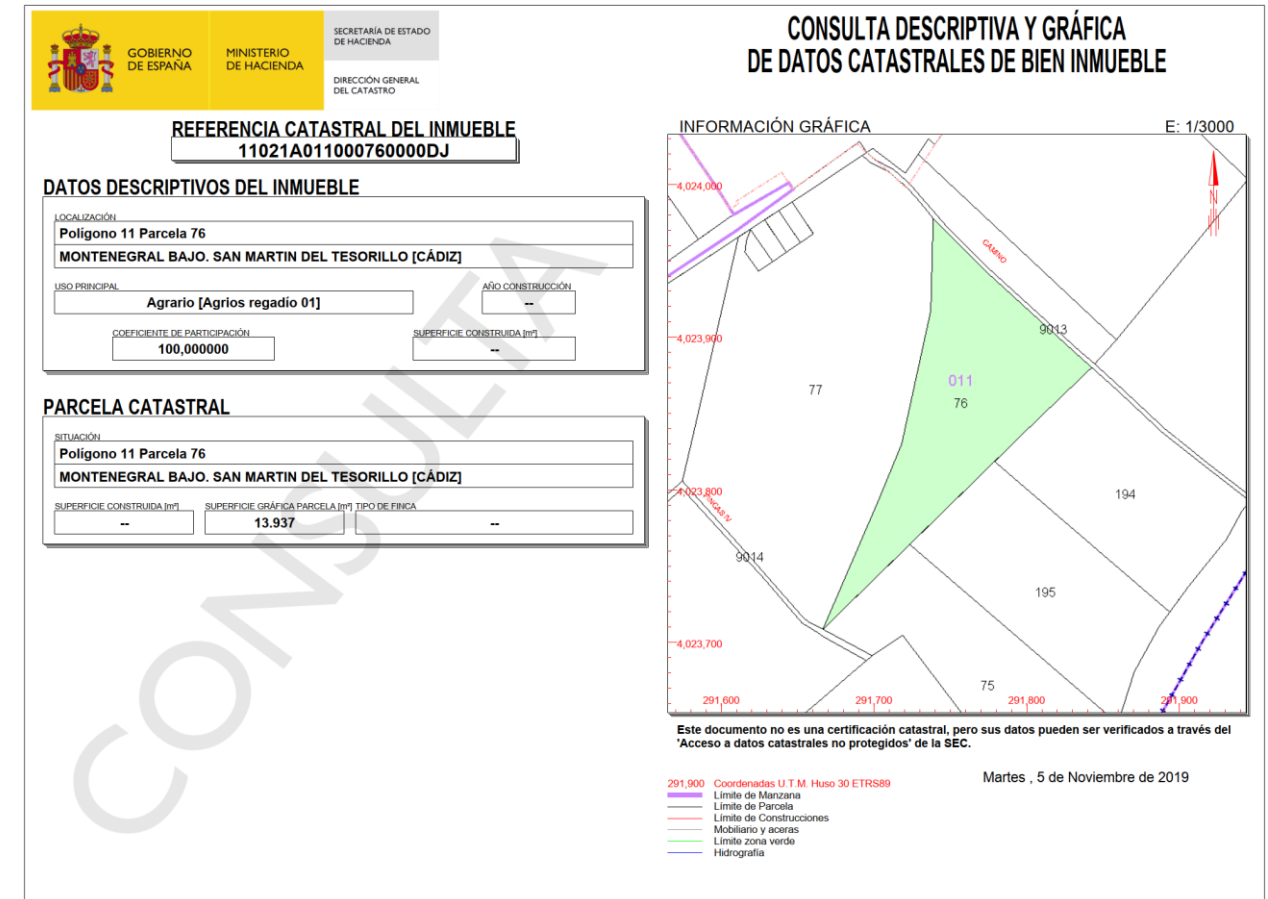 GOBIERNO
DE ESPAÑA
MINISTERIO
DE HACIENDA
SECRETARÍA DE ESTADO
DE HACIENDA
DIRECCIÓN GENERAL
DEL CATASTRO
CONSULTA DESCRIPTIVA Y GRÁFICA
DE DATOS CATASTRALES DE BIEN INMUEBLE
REFERENCIA CATASTRAL DEL INMUEBLE
11021A011000760000DJ
DATOS DESCRIPTIVOS DEL INMUEBLE
LOCALIZACIÓN
Polígono 11 Parcela 76
MONTENEGRAL BAJO. SAN MARTIN DEL TESORILLO [CÁDIZ]
USO PRINCIPAL
Agrario [Agrios regadío 01]
AÑO CONSTRUCCIÓN
--
COEFICIENTE DE PARTICIPACIÓN
100,000000
SUPERFICIE CONSTRUIDA [m²]
--
PARCELA CATASTRAL
SITUACIÓN
Polígono 11 Parcela 76
MONTENEGRAL BAJO. SAN MARTIN DEL TESORILLO [CÁDIZ]
SUPERFICIE CONSTRUIDA [m²]
--
SUPERFICIE GRÁFICA PARCELA [m²]
13.937
TIPO DE FINCA
--
CONSULTA
INFORMACIÓN GRÁFICA
E: 1/3000
4,024,000
N
CAMINO
9013
4,023,900
011
77
76
4,023,800
194
9014
195
4,023,700
75
291,600
291,700
291,800
291,900
Este documento no es una certificación catastral, pero sus datos pueden ser verificados a través del
'Acceso a datos catastrales no protegidos' de la SEC.
Martes , 5 de Noviembre de 2019
291,900 Coordenadas U.T.M. Huso 30 ETRS89
Límite de Manzana
Límite de Parcela
Límite de Construcciones
Mobiliario y aceras
Límite zona verde
Hidrografía